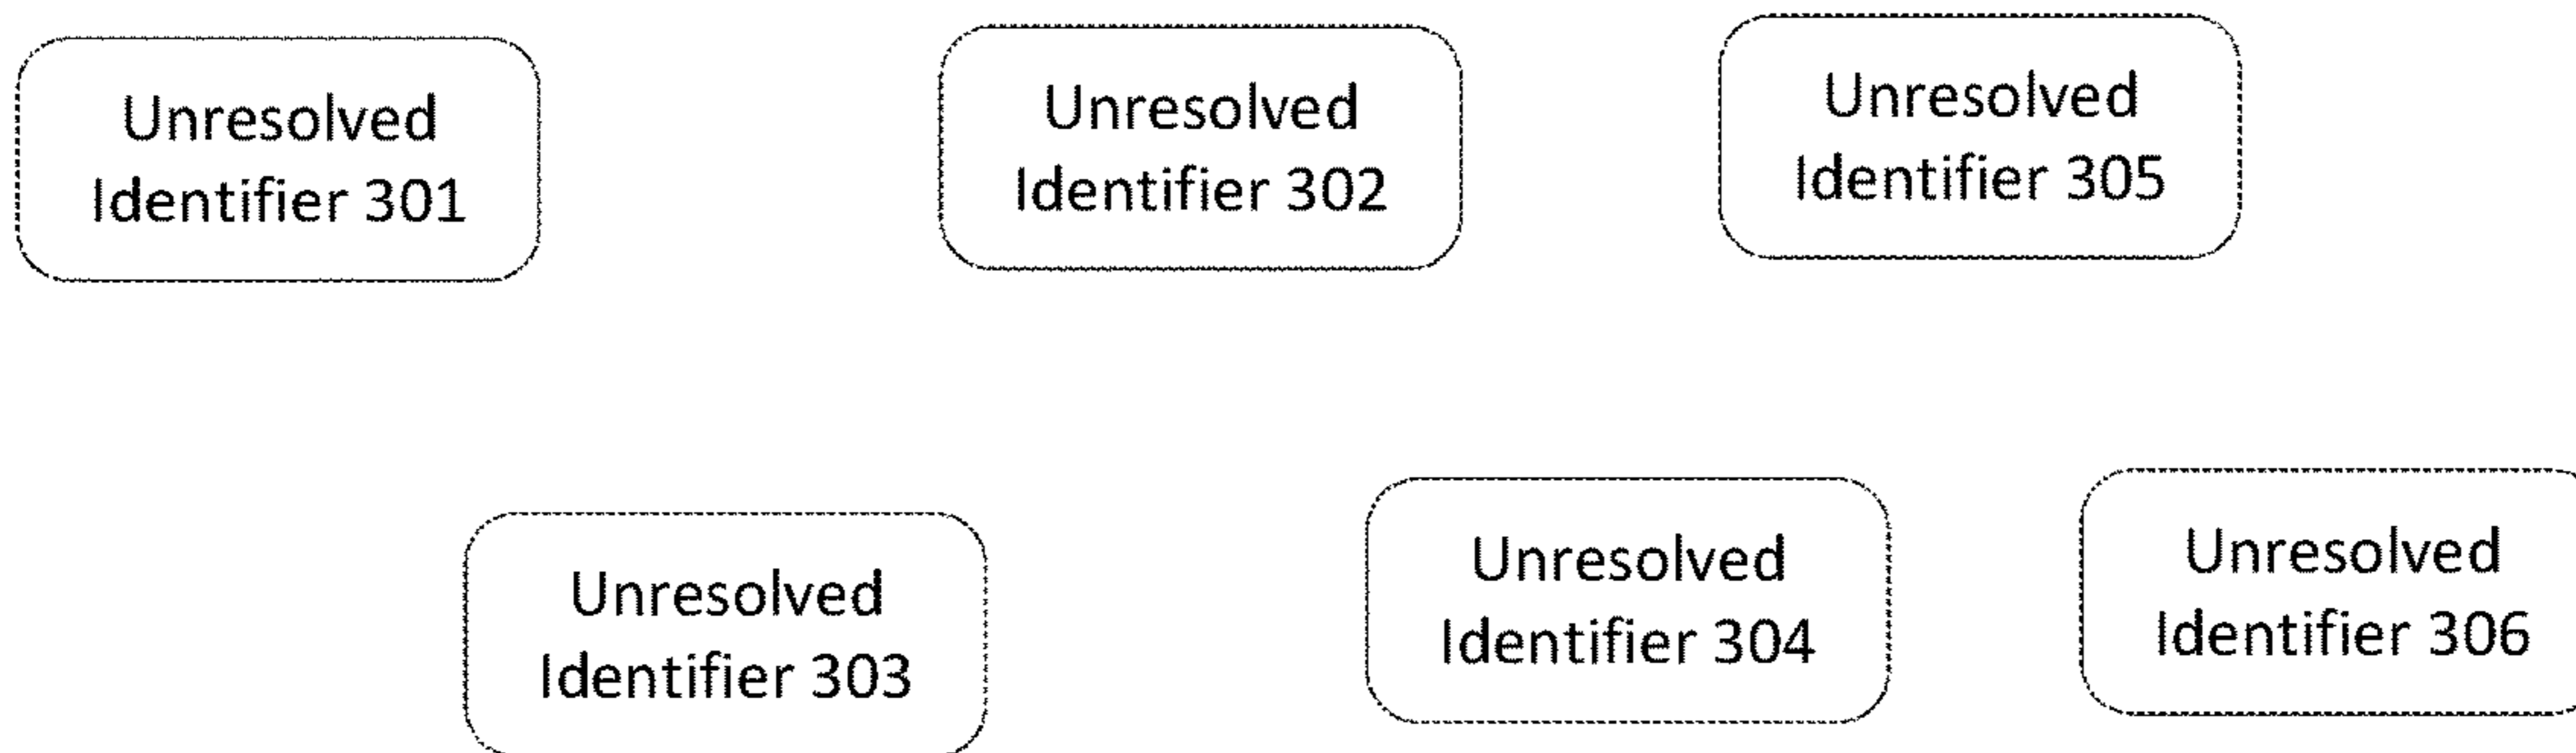 Unresolved
Identifier 301
Unresolved
Identifier 302
Unresolved
Identifier 305
Unresolved
Identifier 303
Unresolved
Identifier 304
Unresolved
Identifier 306